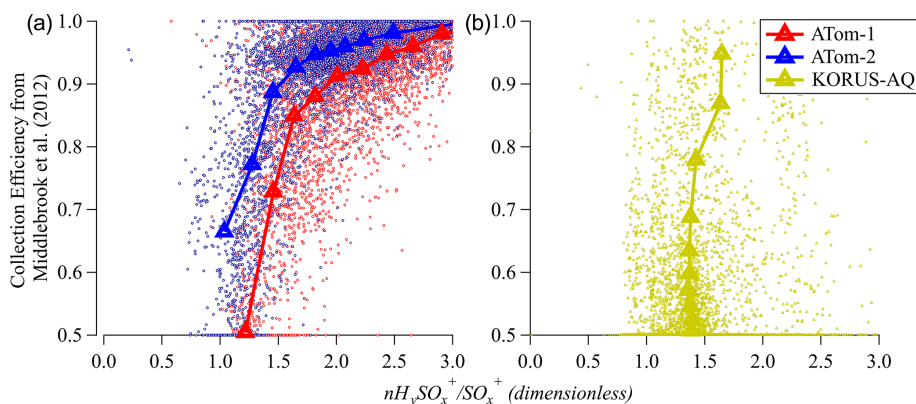 (a)
(b)
Collection Efficiency from
Middlebrook et al. (2012)
1.0
0.9
0.8
0.7
0.6
0.5
0.0 0.5 1.0 1.5 2.0 2.5 3.0
1.0
0.9
0.8
0.7
0.6
0.5
0.0 0.5 1.0 1.5 2.0 2.5 3.0
ATom-1
ATom-2
KORUS-AQ
nHySOx+/SOx+ (dimensionless)